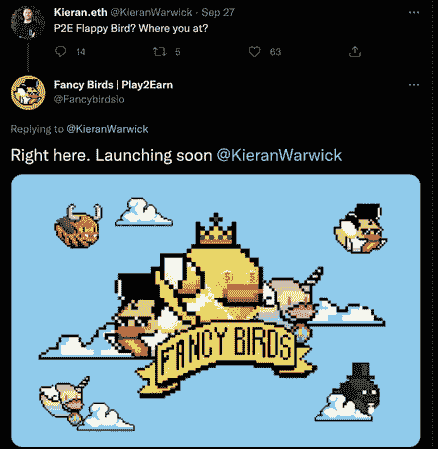 Kieran.eth @KieranWarwick · Sep 27
P2E Flappy Bird? Where you at?
14 5 63
Fancy Birds | Play2Earn
@Fancybirdsio
Replying to @KieranWarwick
Right here. Launching soon @KieranWarwick
FANCY BIRDS